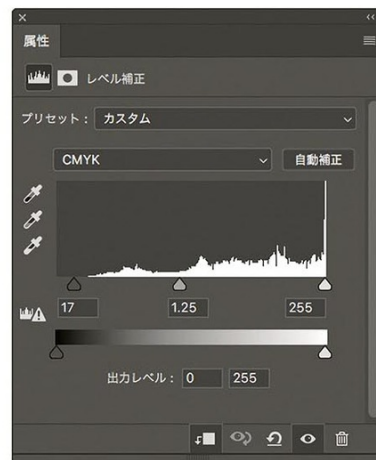 属性
レベル補正
プリセット： カスタム
CMYK 自動補正
17 1.25 255
出力レベル： 0 255